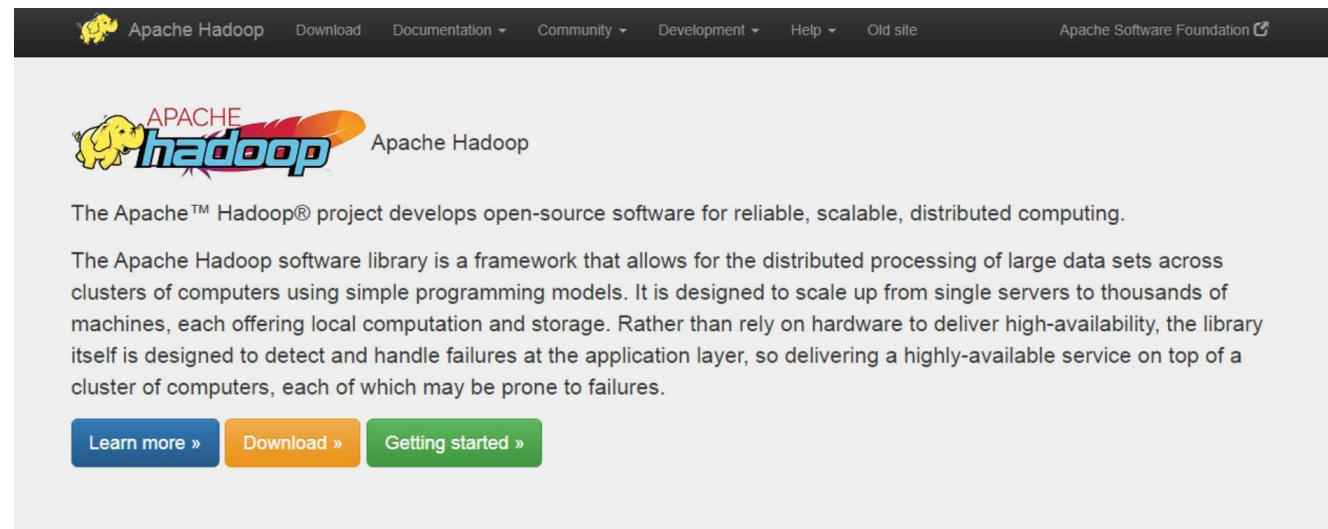 Apache Hadoop Download Documentation Community Development Help Old site Apache Software Foundation
APACHE
hadoop
Apache Hadoop
The Apache™ Hadoop® project develops open-source software for reliable, scalable, distributed computing.
The Apache Hadoop software library is a framework that allows for the distributed processing of large data sets across
clusters of computers using simple programming models. It is designed to scale up from single servers to thousands of
machines, each offering local computation and storage. Rather than rely on hardware to deliver high-availability, the library
itself is designed to detect and handle failures at the application layer, so delivering a highly-available service on top of a
cluster of computers, each of which may be prone to failures.
Learn more » Download » Getting started »